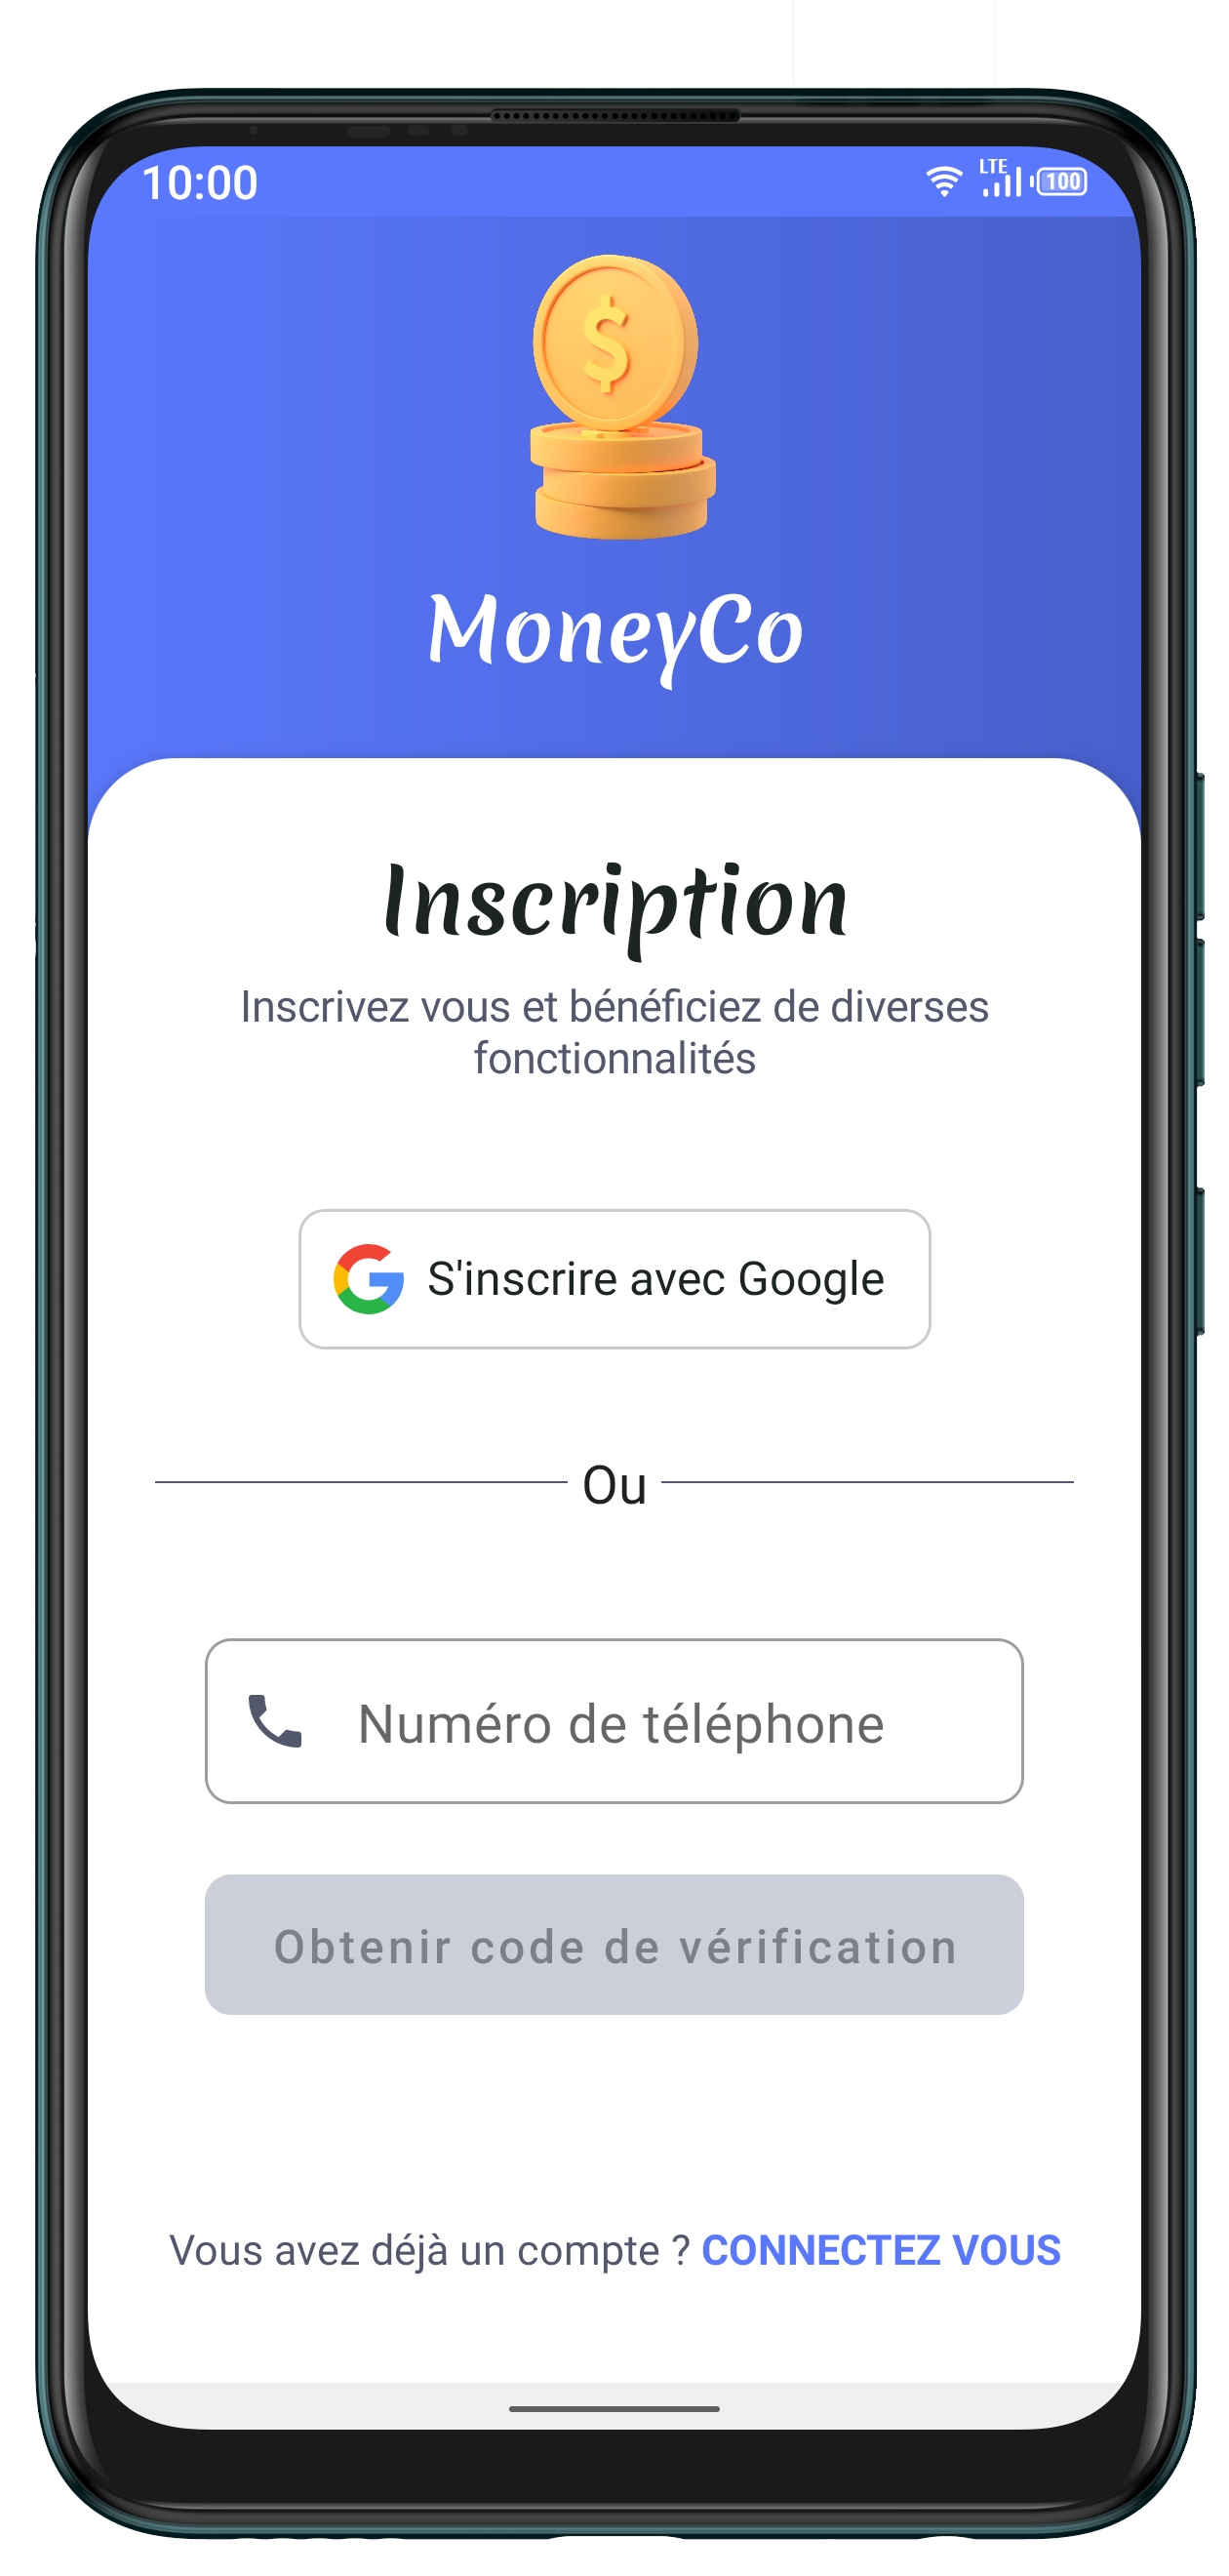 10:00 LTE 100
$
MoneyCo
Inscription
Inscrivez vous et bénéficiez de diverses
fonctionnalités
S'inscrire avec Google
Ou
Numéro de téléphone
Obtenir code de vérification
Vous avez déjà un compte ? CONNECTEZ VOUS